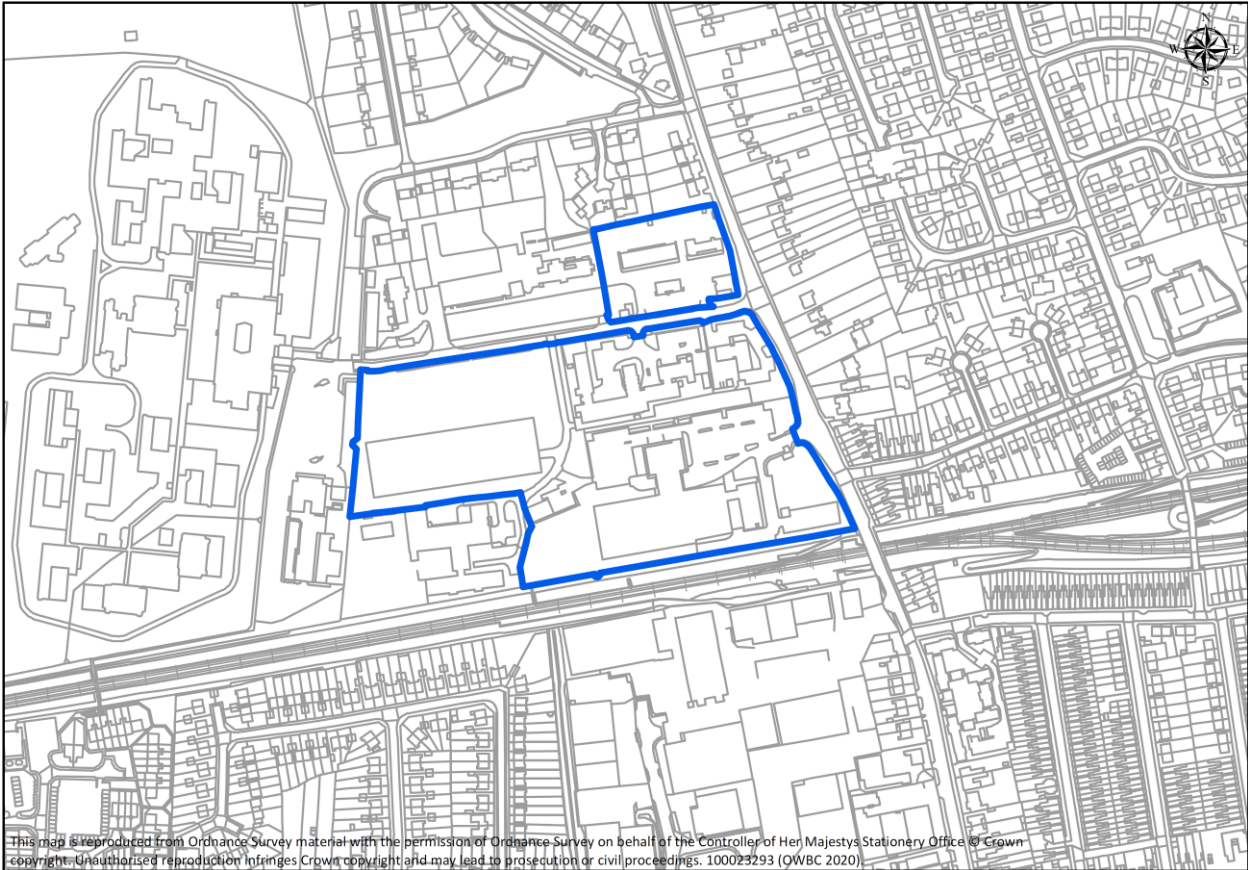 N
W E
S
This map is reproduced from Ordnance Survey material with the permission of Ordnance Survey on behalf of the Controller of Her Majestys Stationery Office © Crown
copyright. Unauthorised reproduction infringes Crown copyright and may lead to prosecution or civil proceedings. 100023293 (OWBC 2020).